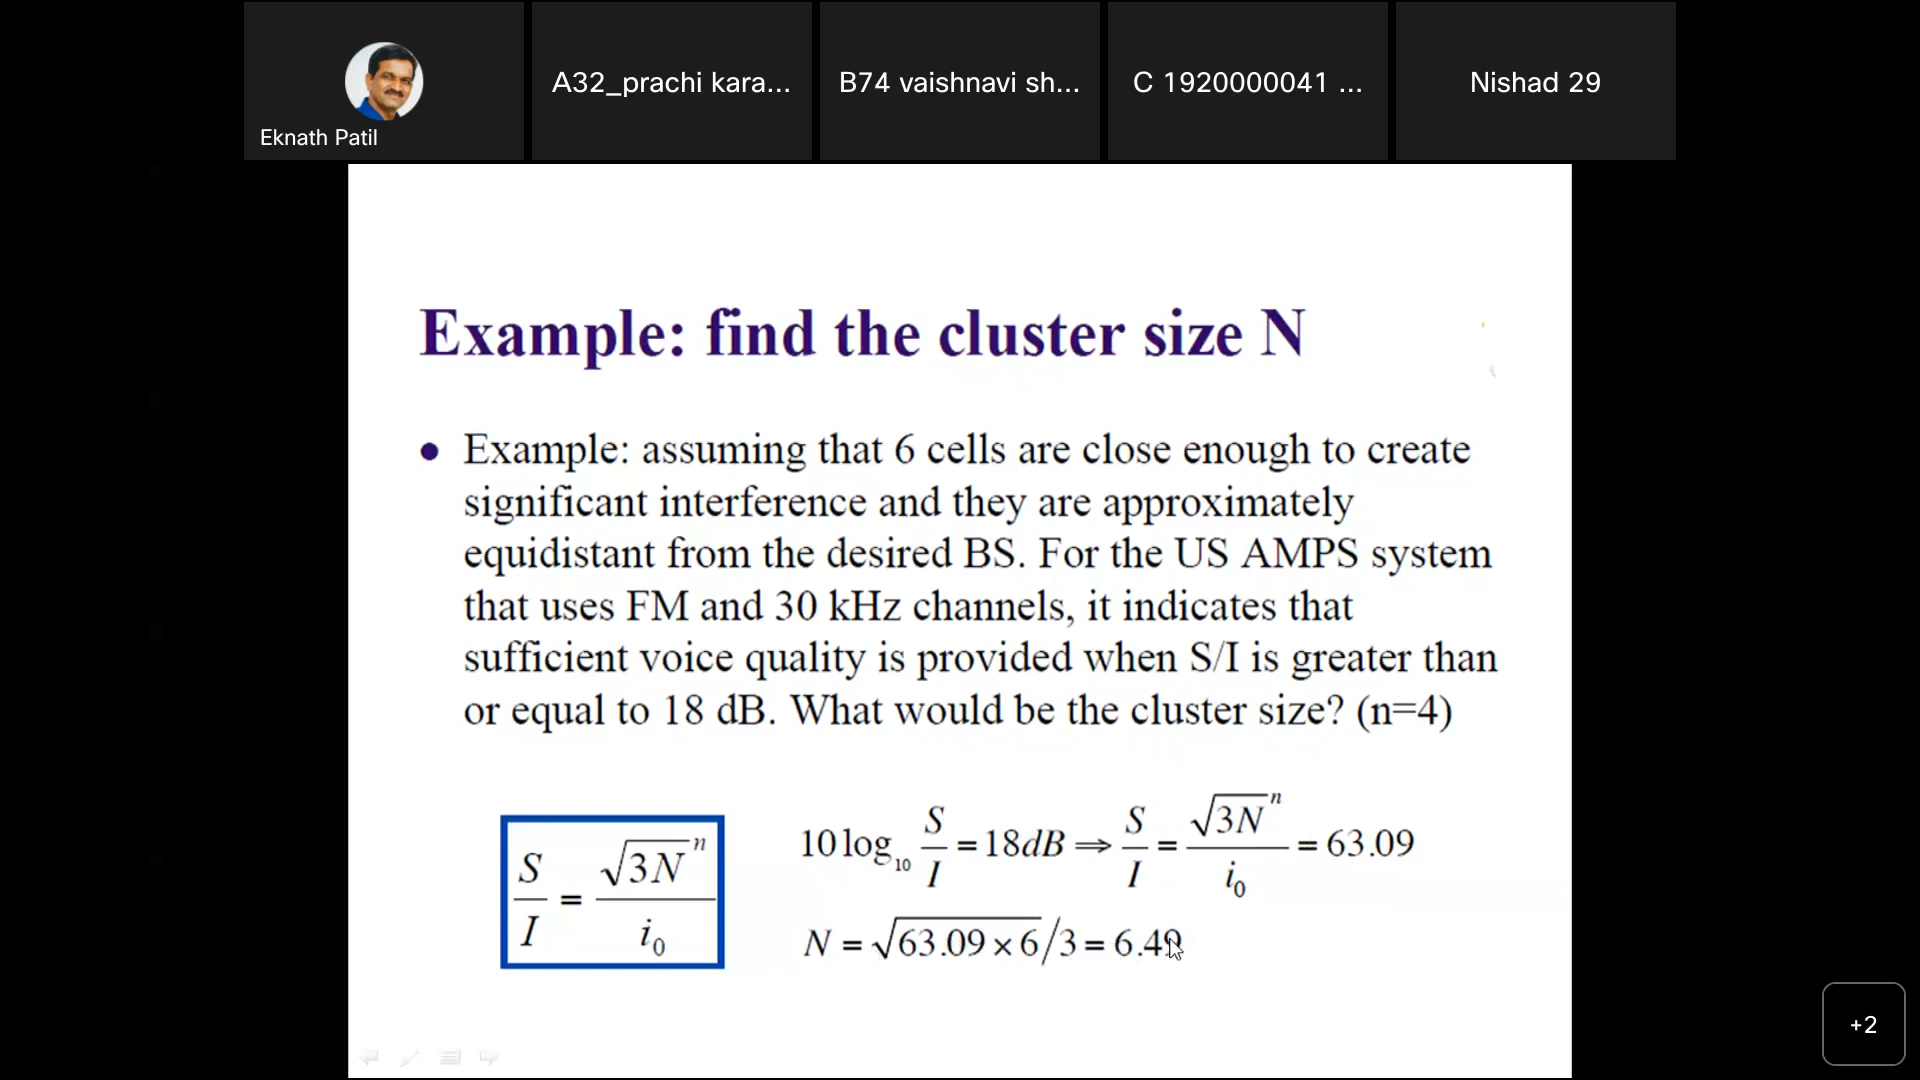 Eknath Patil
A32_prachi kara...
B74 vaishnavi sh...
C 1920000041 ...
Nishad 29
Example: find the cluster size N
● Example: assuming that 6 cells are close enough to create
significant interference and they are approximately
equidistant from the desired BS. For the US AMPS system
that uses FM and 30 kHz channels, it indicates that
sufficient voice quality is provided when S/I is greater than
or equal to 18 dB. What would be the cluster size? (n=4)
S/I = √3Nⁿ/i₀
10 log₁₀ S/I = 18dB ⇒ S/I = √3Nⁿ/i₀ = 63.09
N = √63.09 × 6/3 = 6.49
+2